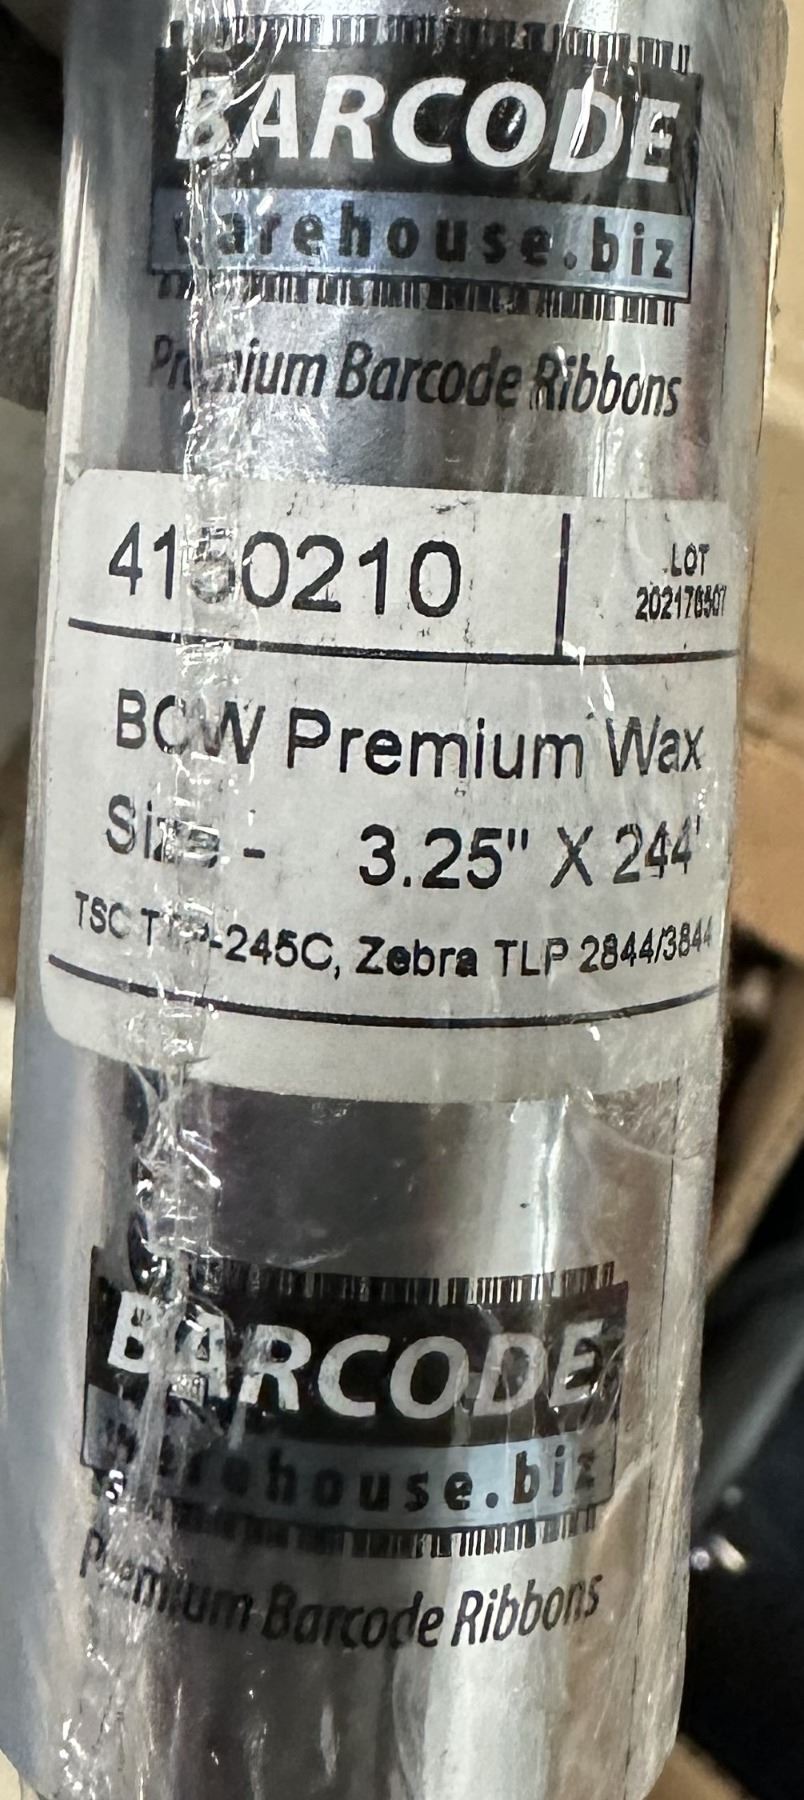 BARCODE
warehouse.biz
Premium Barcode Ribbons
4150210
LOT
202170507
BCW Premium Wax
Size - 3.25" X 244'
TSC TTP-245C, Zebra TLP 2844/3844
BARCODE
warehouse.biz
Premium Barcode Ribbons